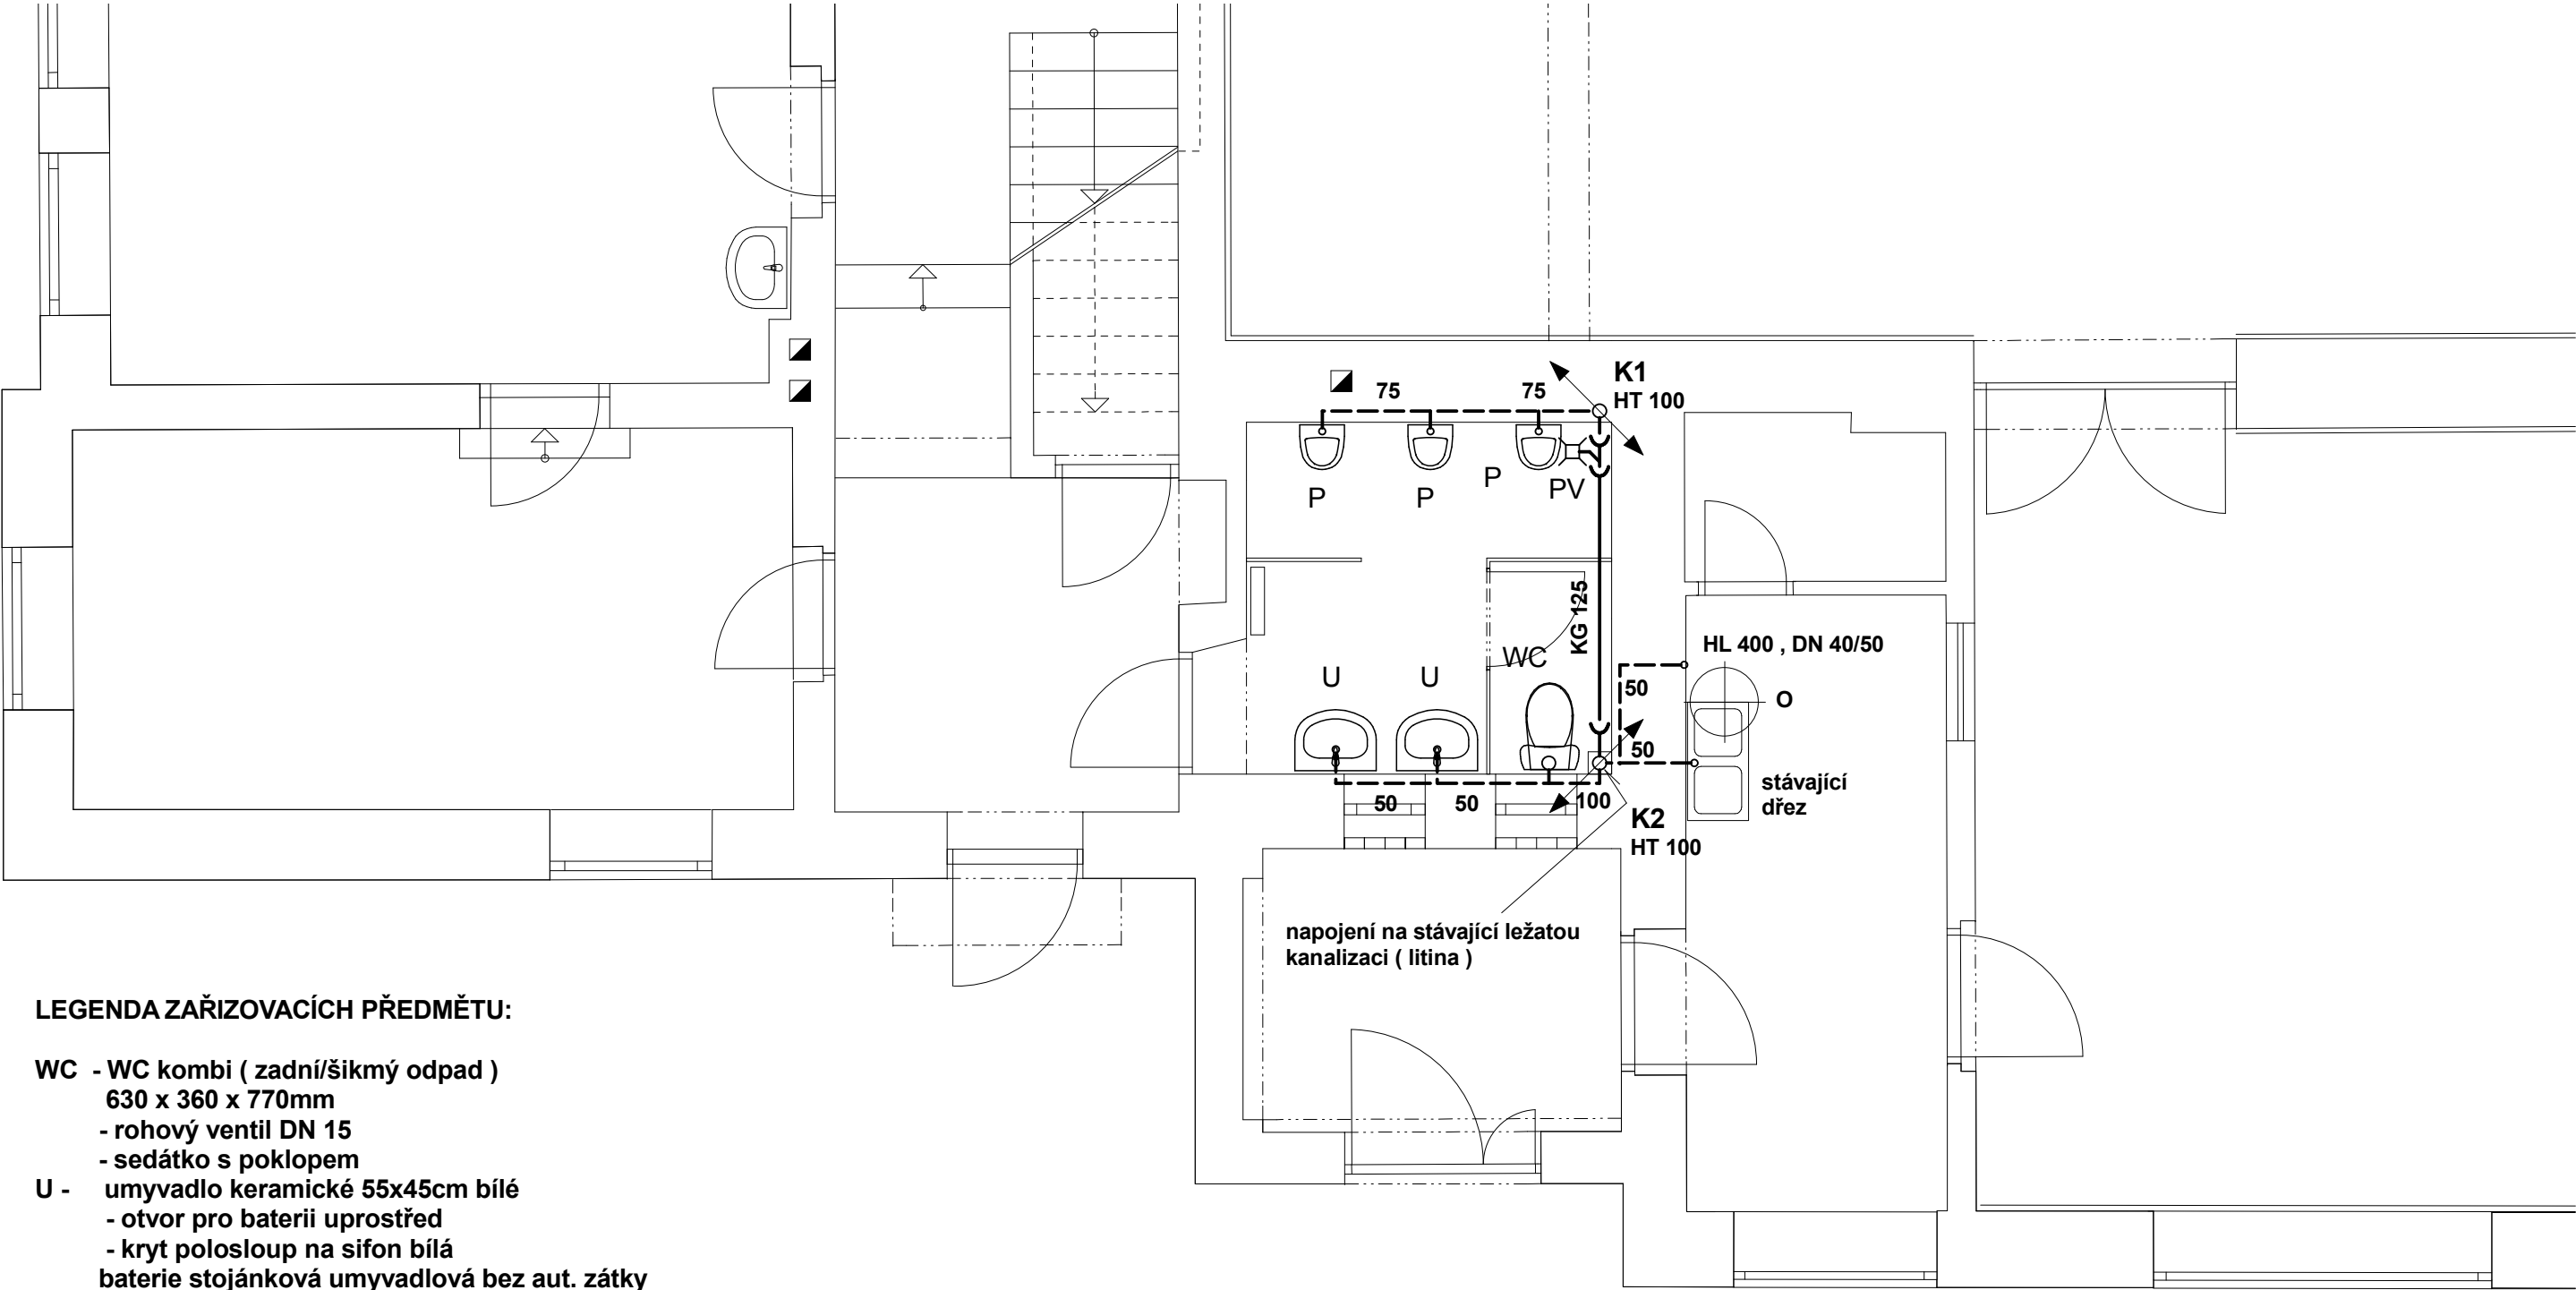 75
75
K1
HT 100
P
P
P
PV
KG 125
HL 400 , DN 40/50
U
U
WC
50
O
50
stávající
dřez
50
50
100
K2
HT 100
napojení na stávající ležatou
kanalizaci ( litina )
LEGENDA ZAŘIZOVACÍCH PŘEDMĚTU:
WC - WC kombi ( zadní/šikmý odpad )
630 x 360 x 770mm
- rohový ventil DN 15
- sedátko s poklopem
U - umyvadlo keramické 55x45cm bílé
- otvor pro baterii uprostřed
- kryt polosloup na sifon bílá
baterie stojánková umyvadlová bez aut. zátky